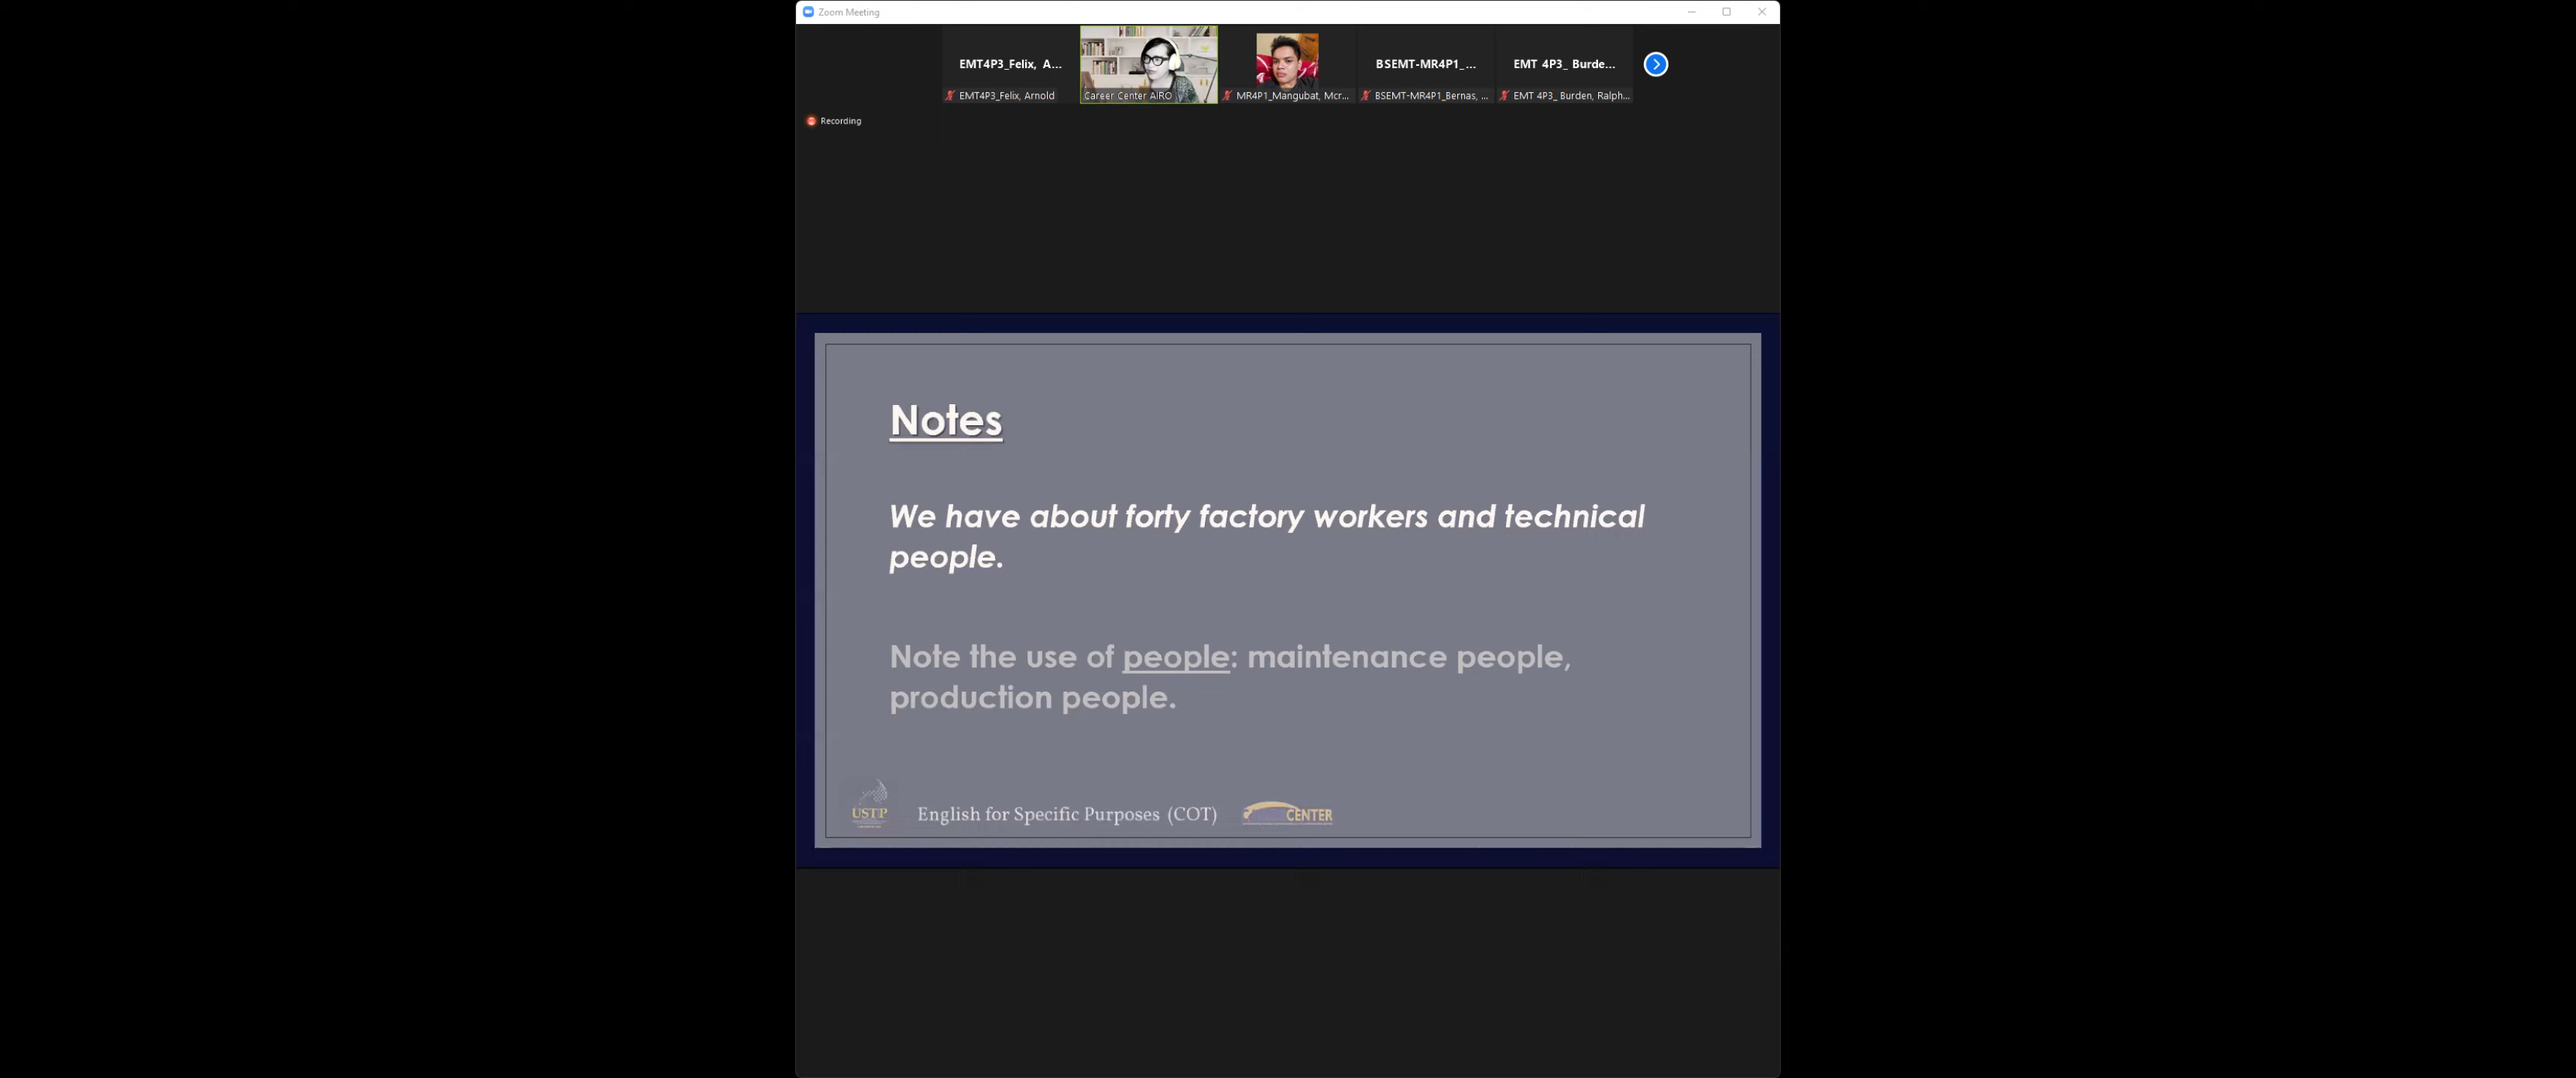 Zoom Meeting
EMT4P3_Felix, A...
BSEMT-MR4P1_...
EMT 4P3_ Burde...
EMT4P3_Felix, Arnold
Career Center AIRO
MR4P1_Mangubat, Mcr...
BSEMT-MR4P1_Bernas, ...
EMT 4P3_ Burden, Ralph...
Recording
Notes
We have about forty factory workers and technical
people.
Note the use of people: maintenance people,
production people.
USTP
English for Specific Purposes (COT)
CENTER